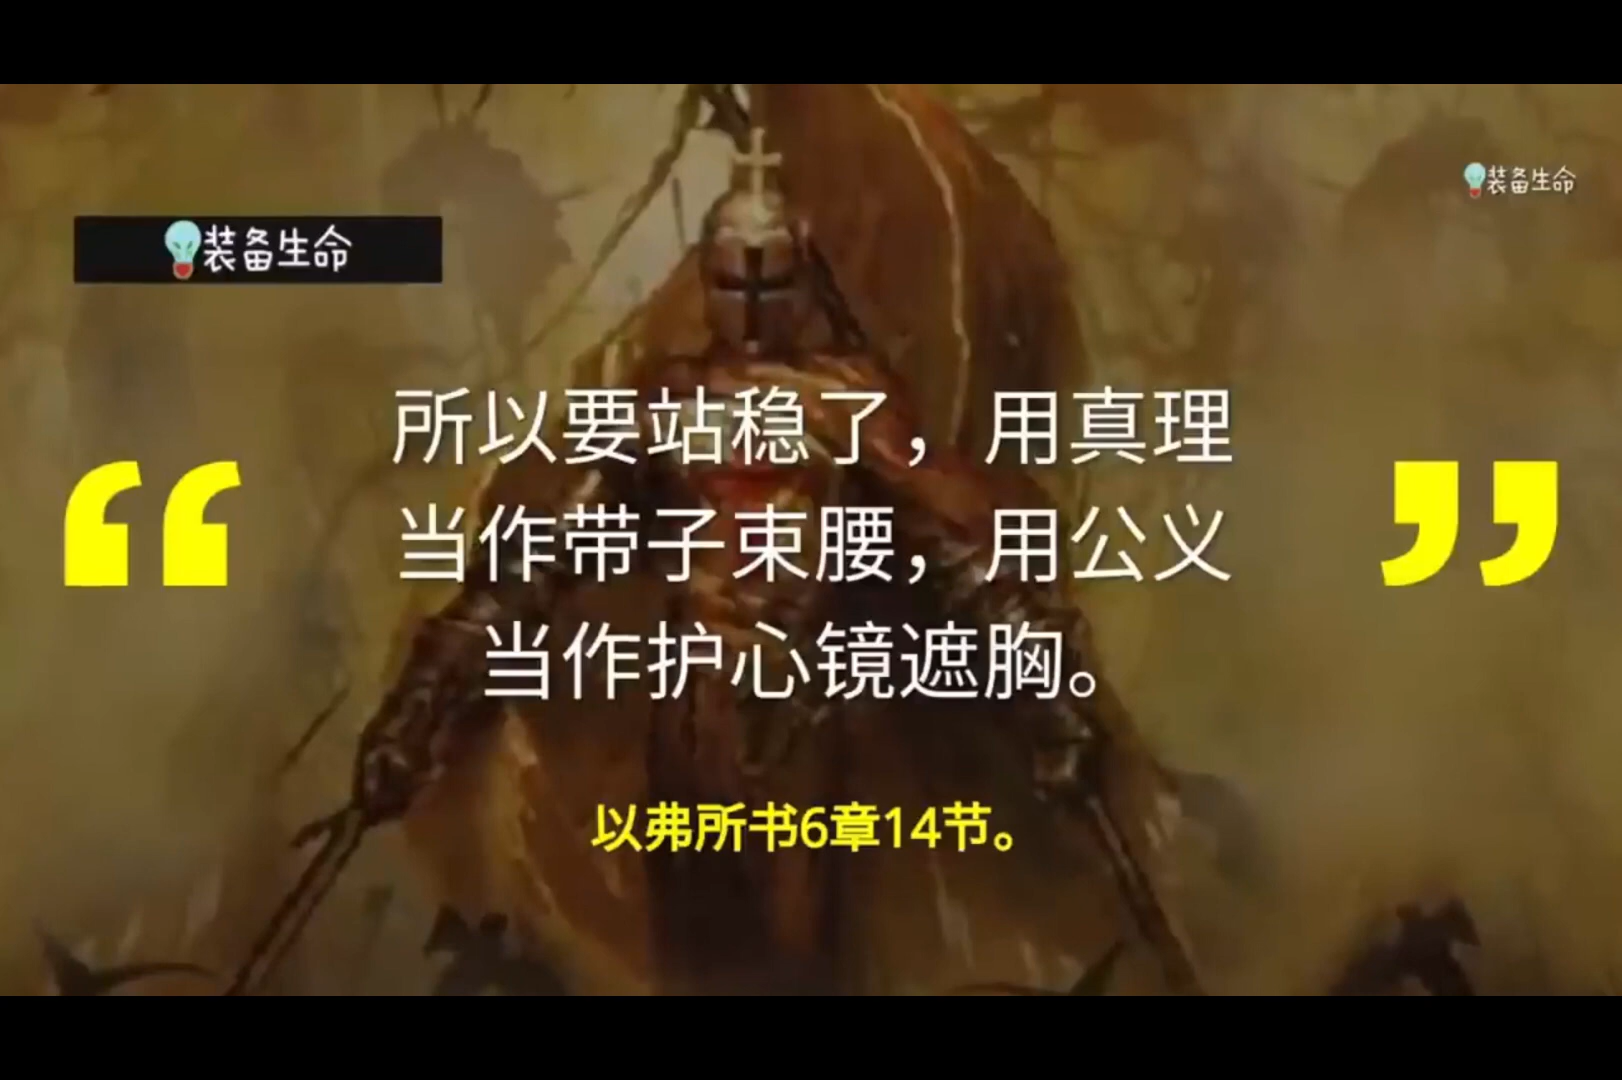 装备生命
装备生命
所以要站稳了，用真理
当作带子束腰，用公义
当作护心镜遮胸。
以弗所书6章14节。